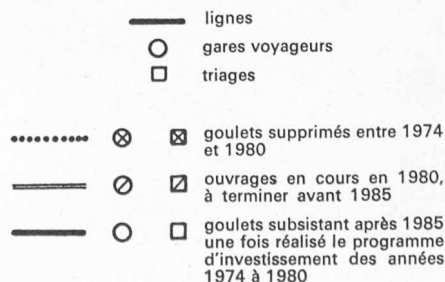 lignes
gares voyageurs
triages
goulets supprimés entre 1974
et 1980
ouvrages en cours en 1980,
à terminer avant 1985
goulets subsistant après 1985
une fois réalisé le programme
d'investissement des années
1974 à 1980